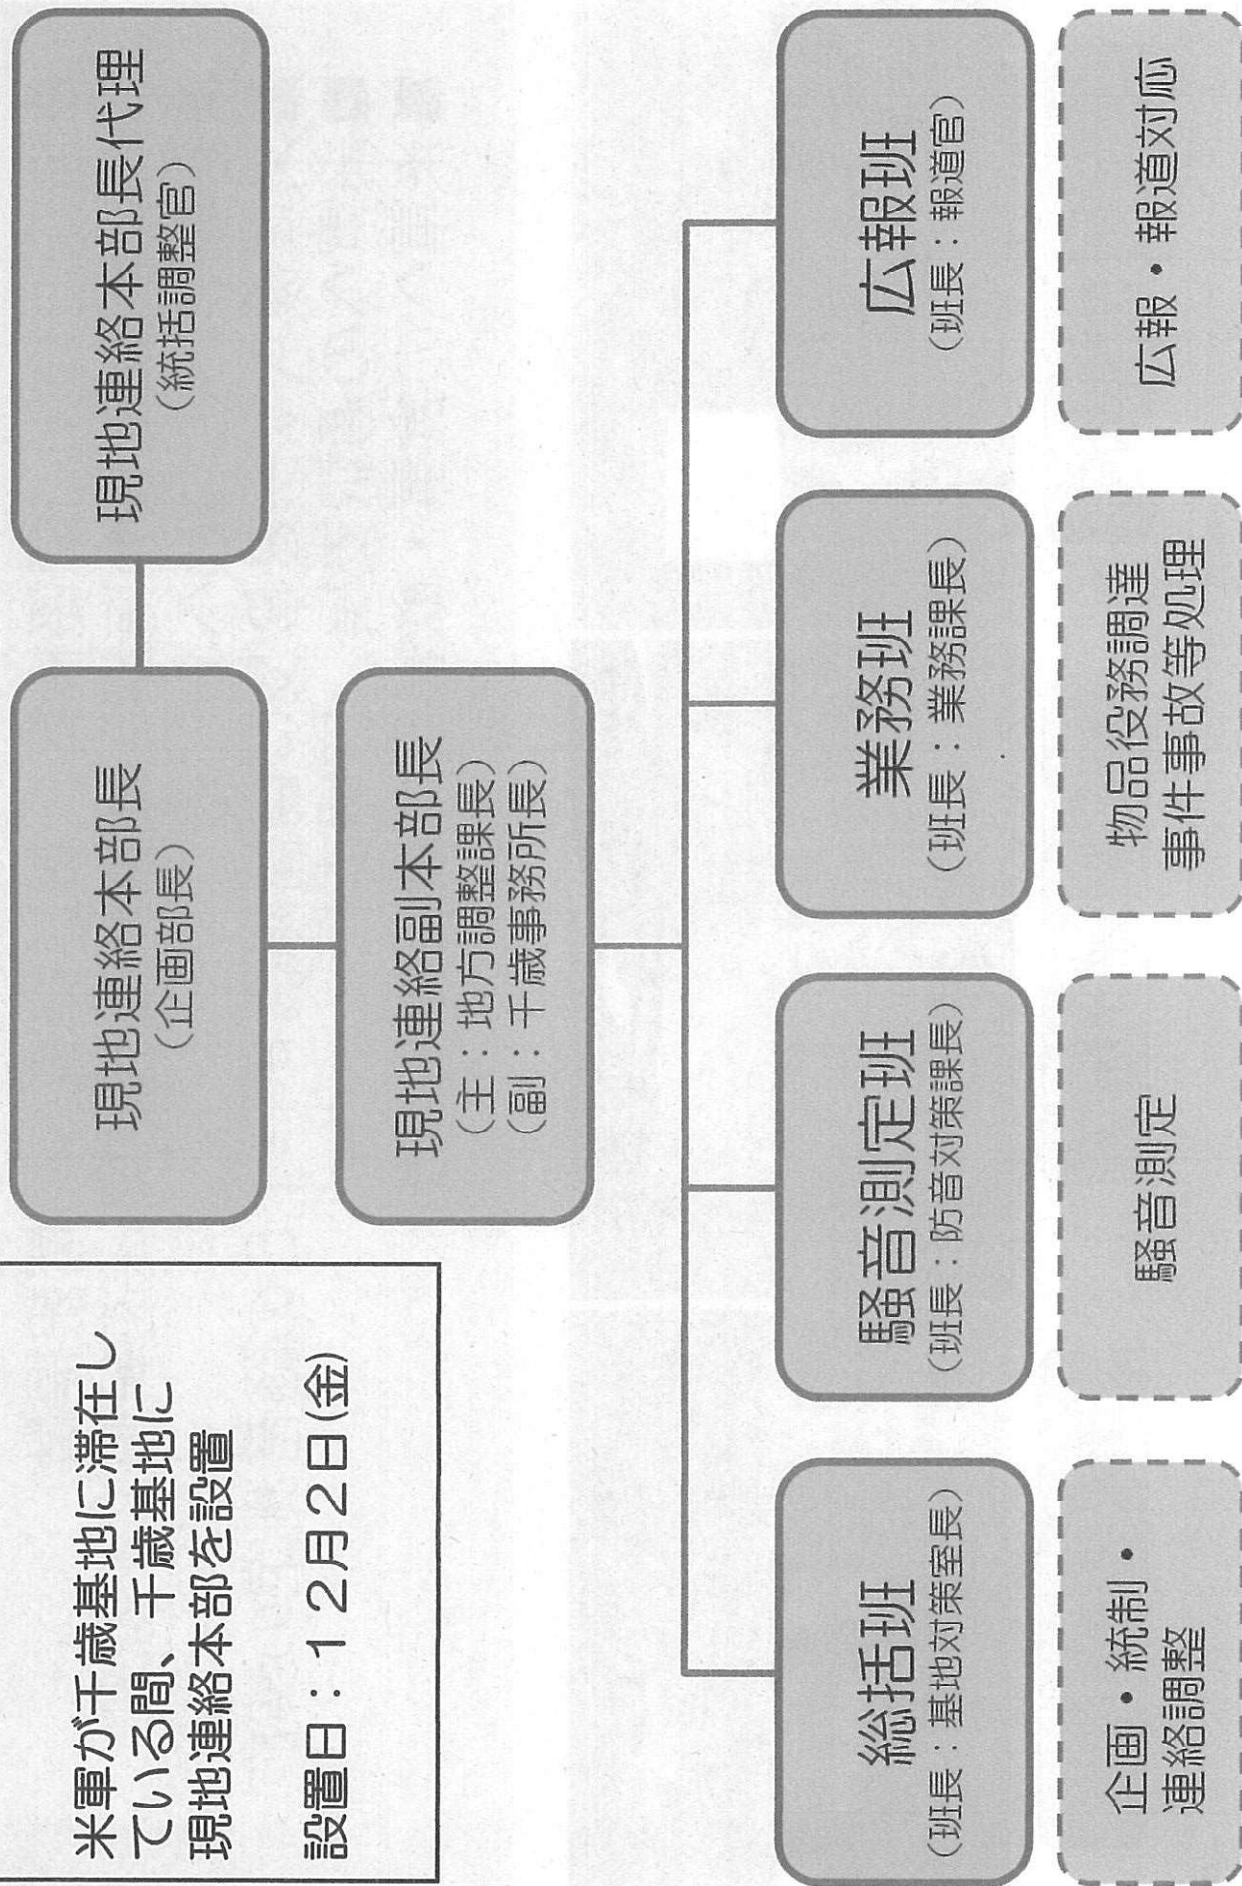 米軍が千歳基地に滞在し
ている間、千歳基地に
現地連絡本部を設置
設置日：１２月２日(金)
現地連絡本部長
（企画部長）
現地連絡本部長代理
（統括調整官）
現地連絡副本部長
（主：地方調整課長）
（副：千歳事務所長）
総括班
（班長：基地対策室長）
騒音測定班
（班長：防音対策課長）
業務班
（班長：業務課長）
広報班
（班長：報道官）
企画・統制・
連絡調整
騒音測定
物品役務調達
事件事故等処理
広報・報道対応